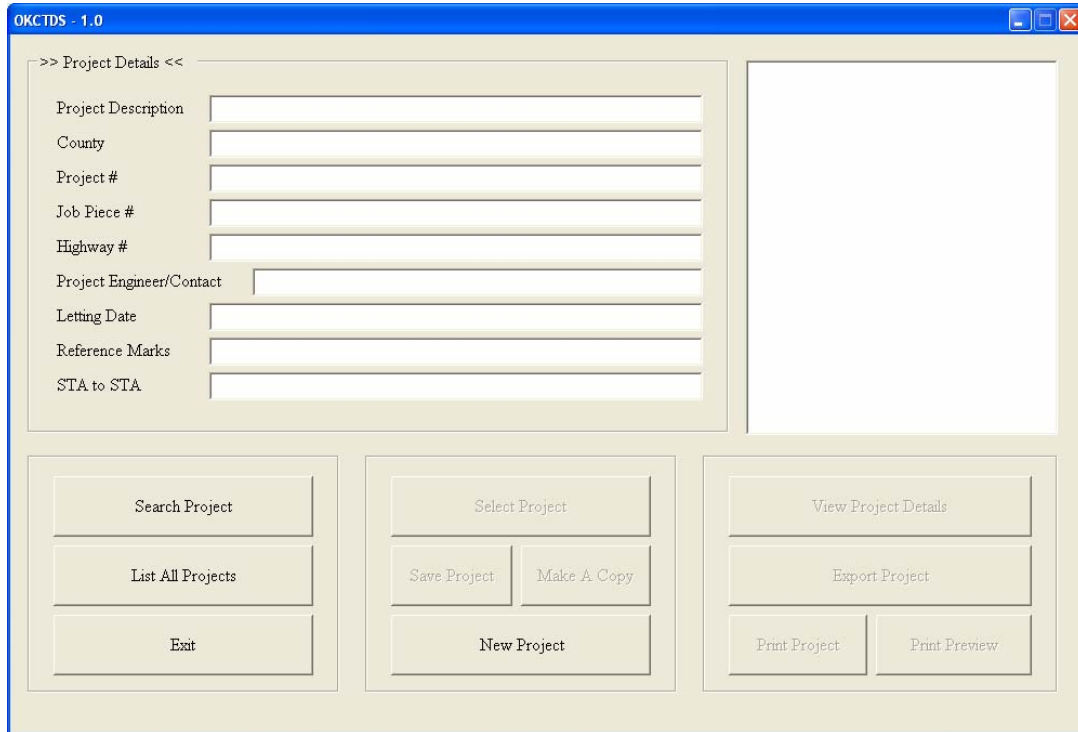 OKCTDS - 1.0
>> Project Details <<
Project Description
County
Project #
Job Piece #
Highway #
Project Engineer/Contact
Letting Date
Reference Marks
STA to STA
Search Project
List All Projects
Exit
Select Project
Save Project
Make A Copy
New Project
View Project Details
Export Project
Print Project
Print Preview